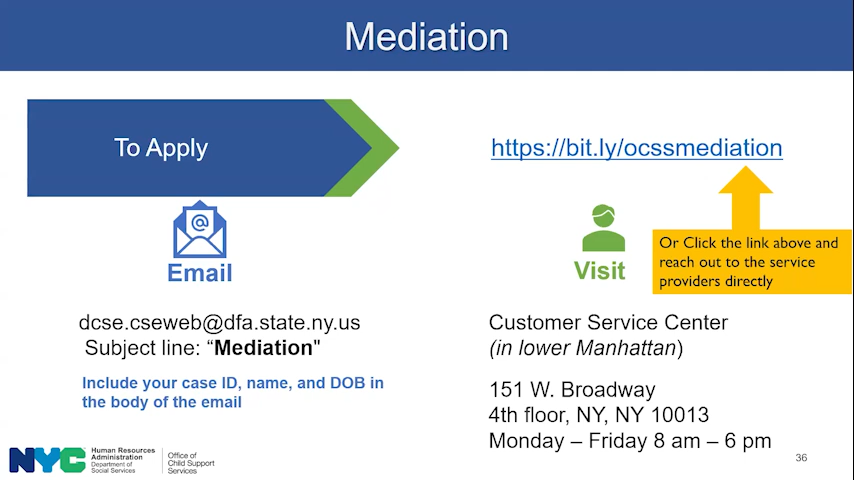 Mediation
To Apply
https://bit.ly/ocssmediation
@
Email
Visit
Or Click the link above and
reach out to the service
providers directly
dcse.cseweb@dfa.state.ny.us
Subject line: “Mediation"
Include your case ID, name, and DOB in
the body of the email
Customer Service Center
(in lower Manhattan)
151 W. Broadway
4th floor, NY, NY 10013
Monday – Friday 8 am – 6 pm
NYC
Human Resources
Administration
Department of
Social Services
Office of
Child Support
Services
36